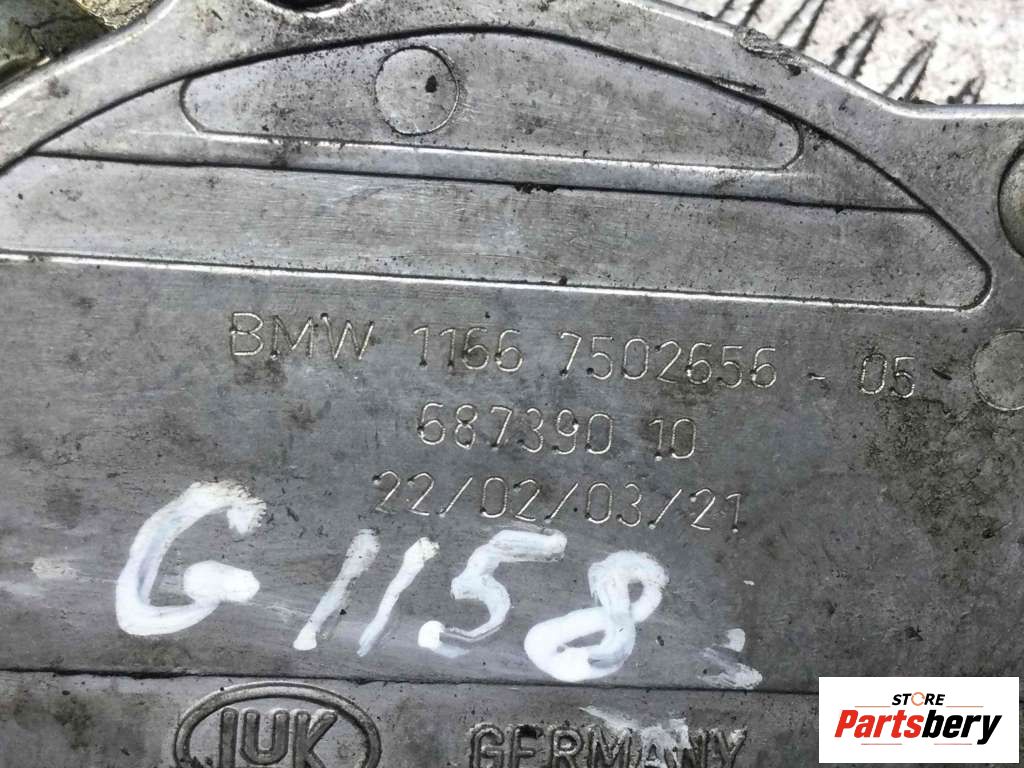 BMW 1166 7502656 - 05
687390 10
22/02/03/21
G1158
LUK GERMANY
STORE
Partsbery